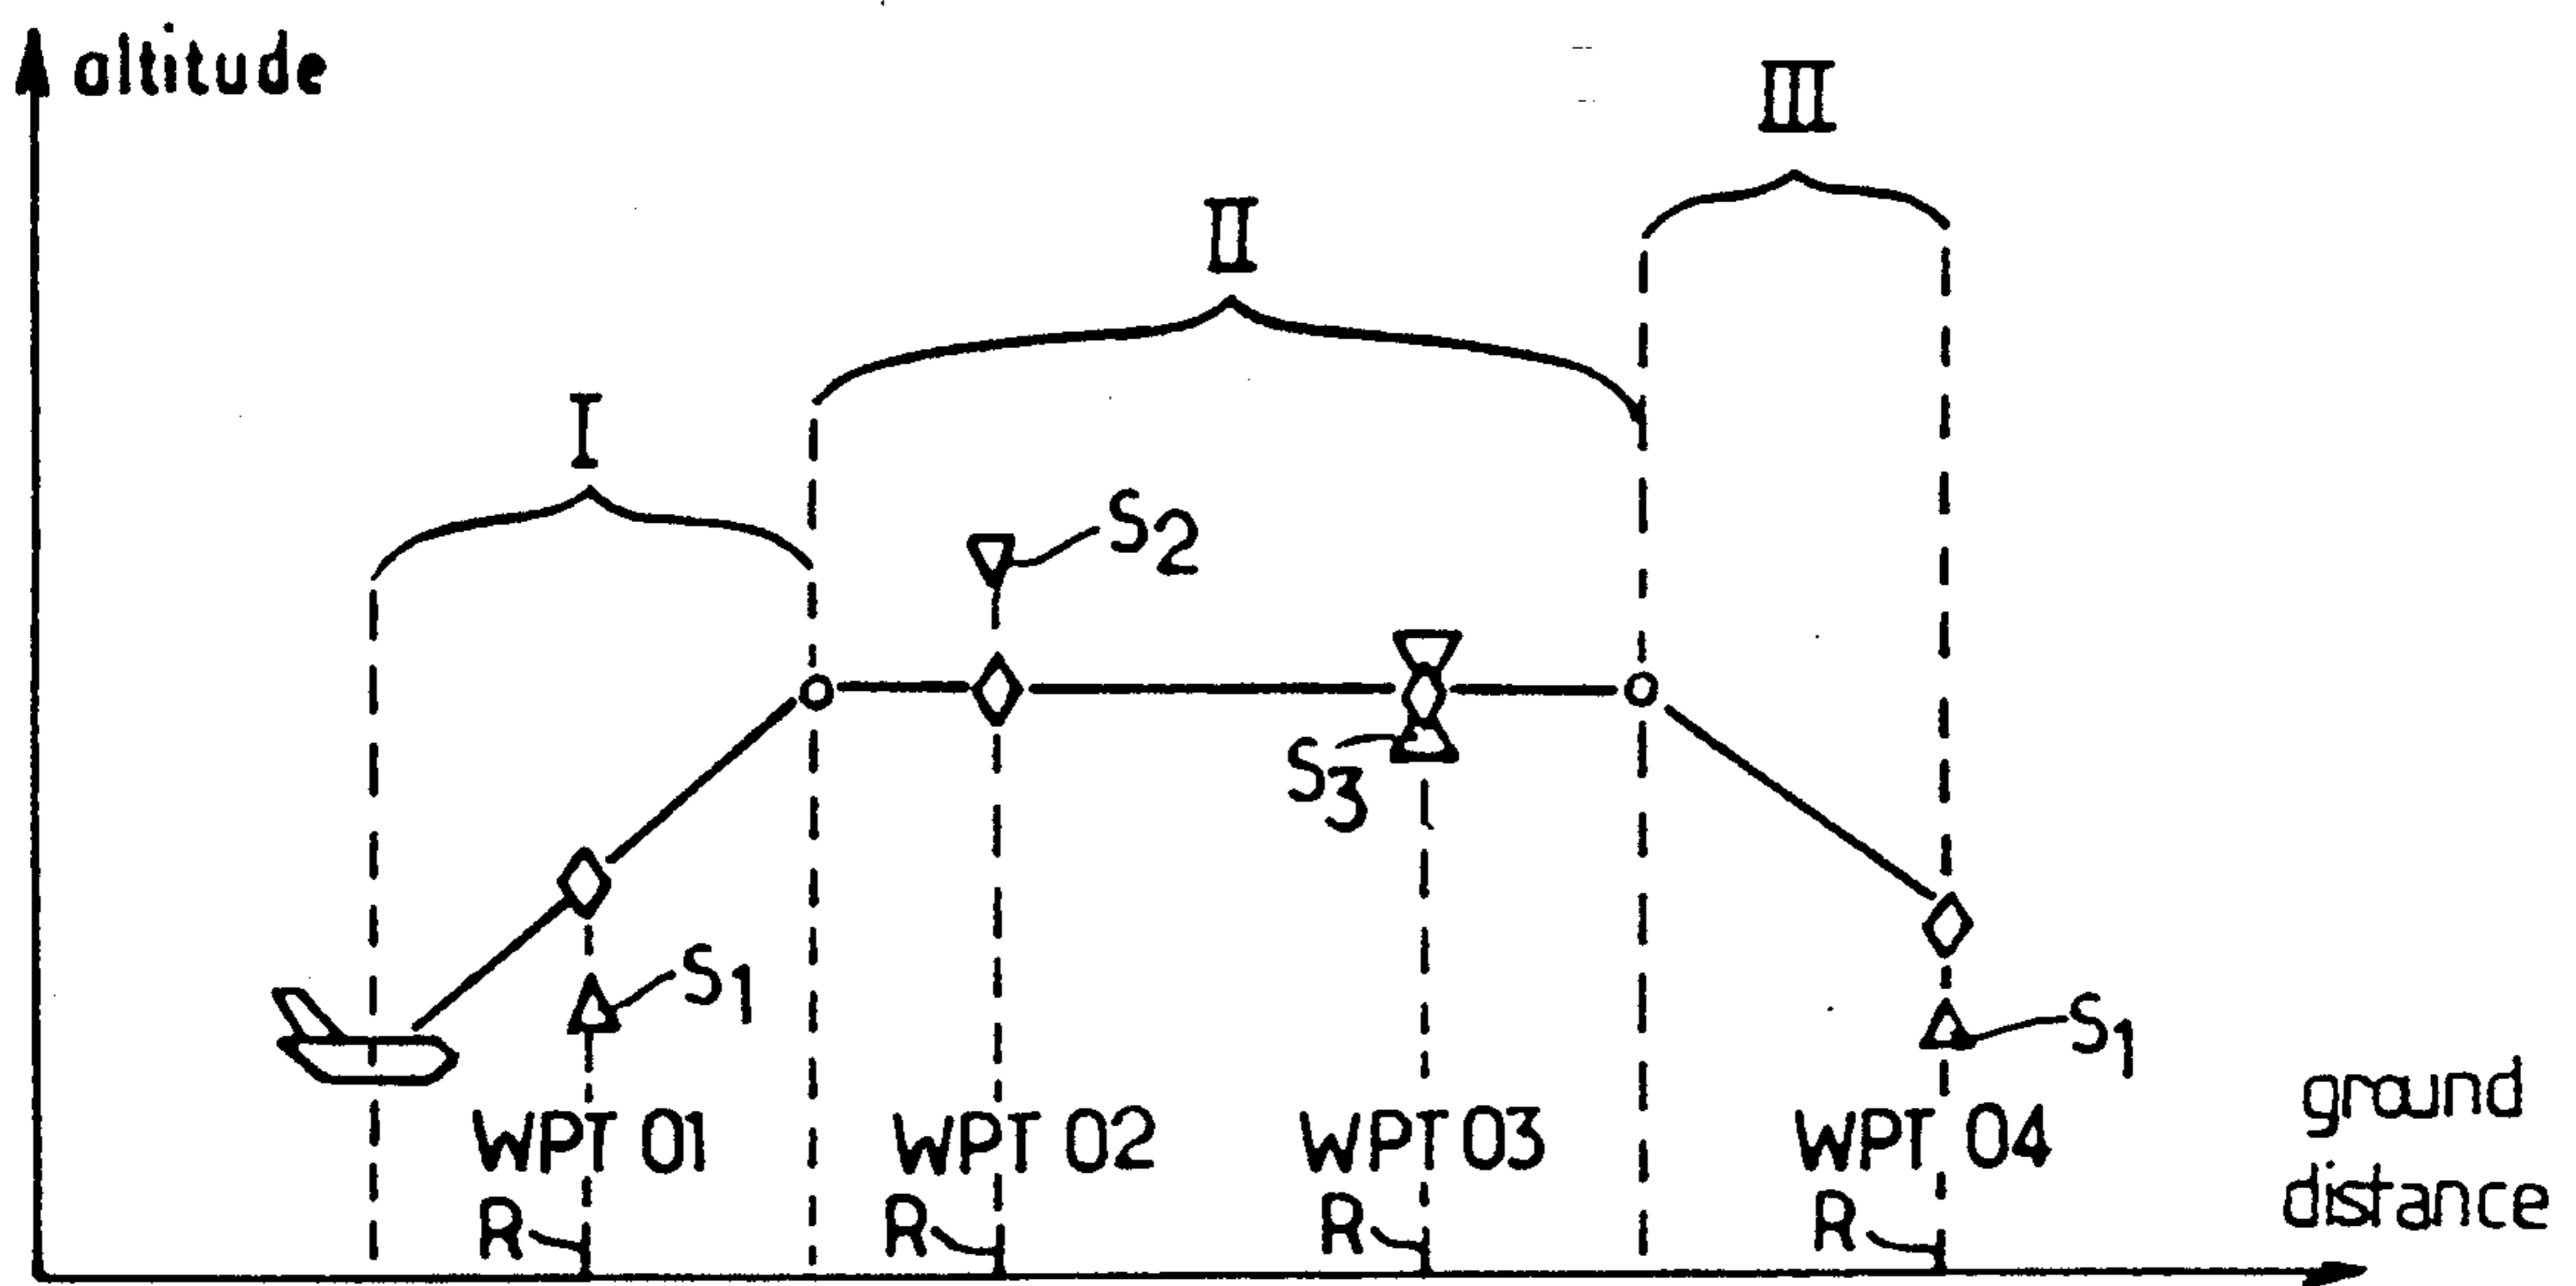 altitude
III
II
I
S2
S3
S1
S1
WPT 01
WPT 02
WPT 03
WPT 04
ground
distance
R
R
R
R